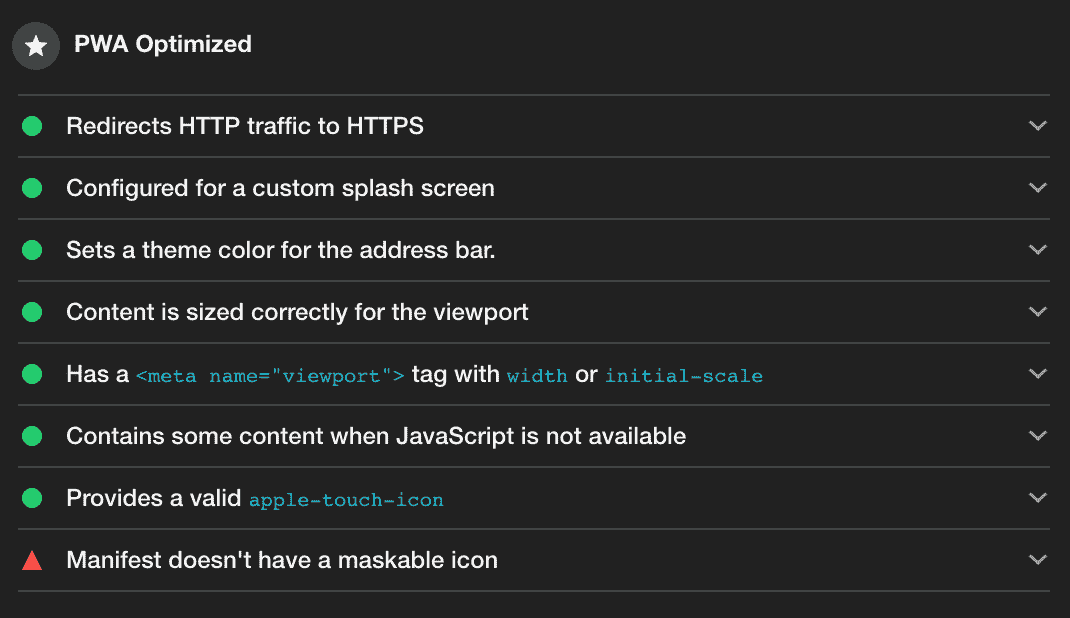 PWA Optimized
Redirects HTTP traffic to HTTPS
Configured for a custom splash screen
Sets a theme color for the address bar.
Content is sized correctly for the viewport
Has a <meta name="viewport"> tag with width or initial-scale
Contains some content when JavaScript is not available
Provides a valid apple-touch-icon
Manifest doesn't have a maskable icon